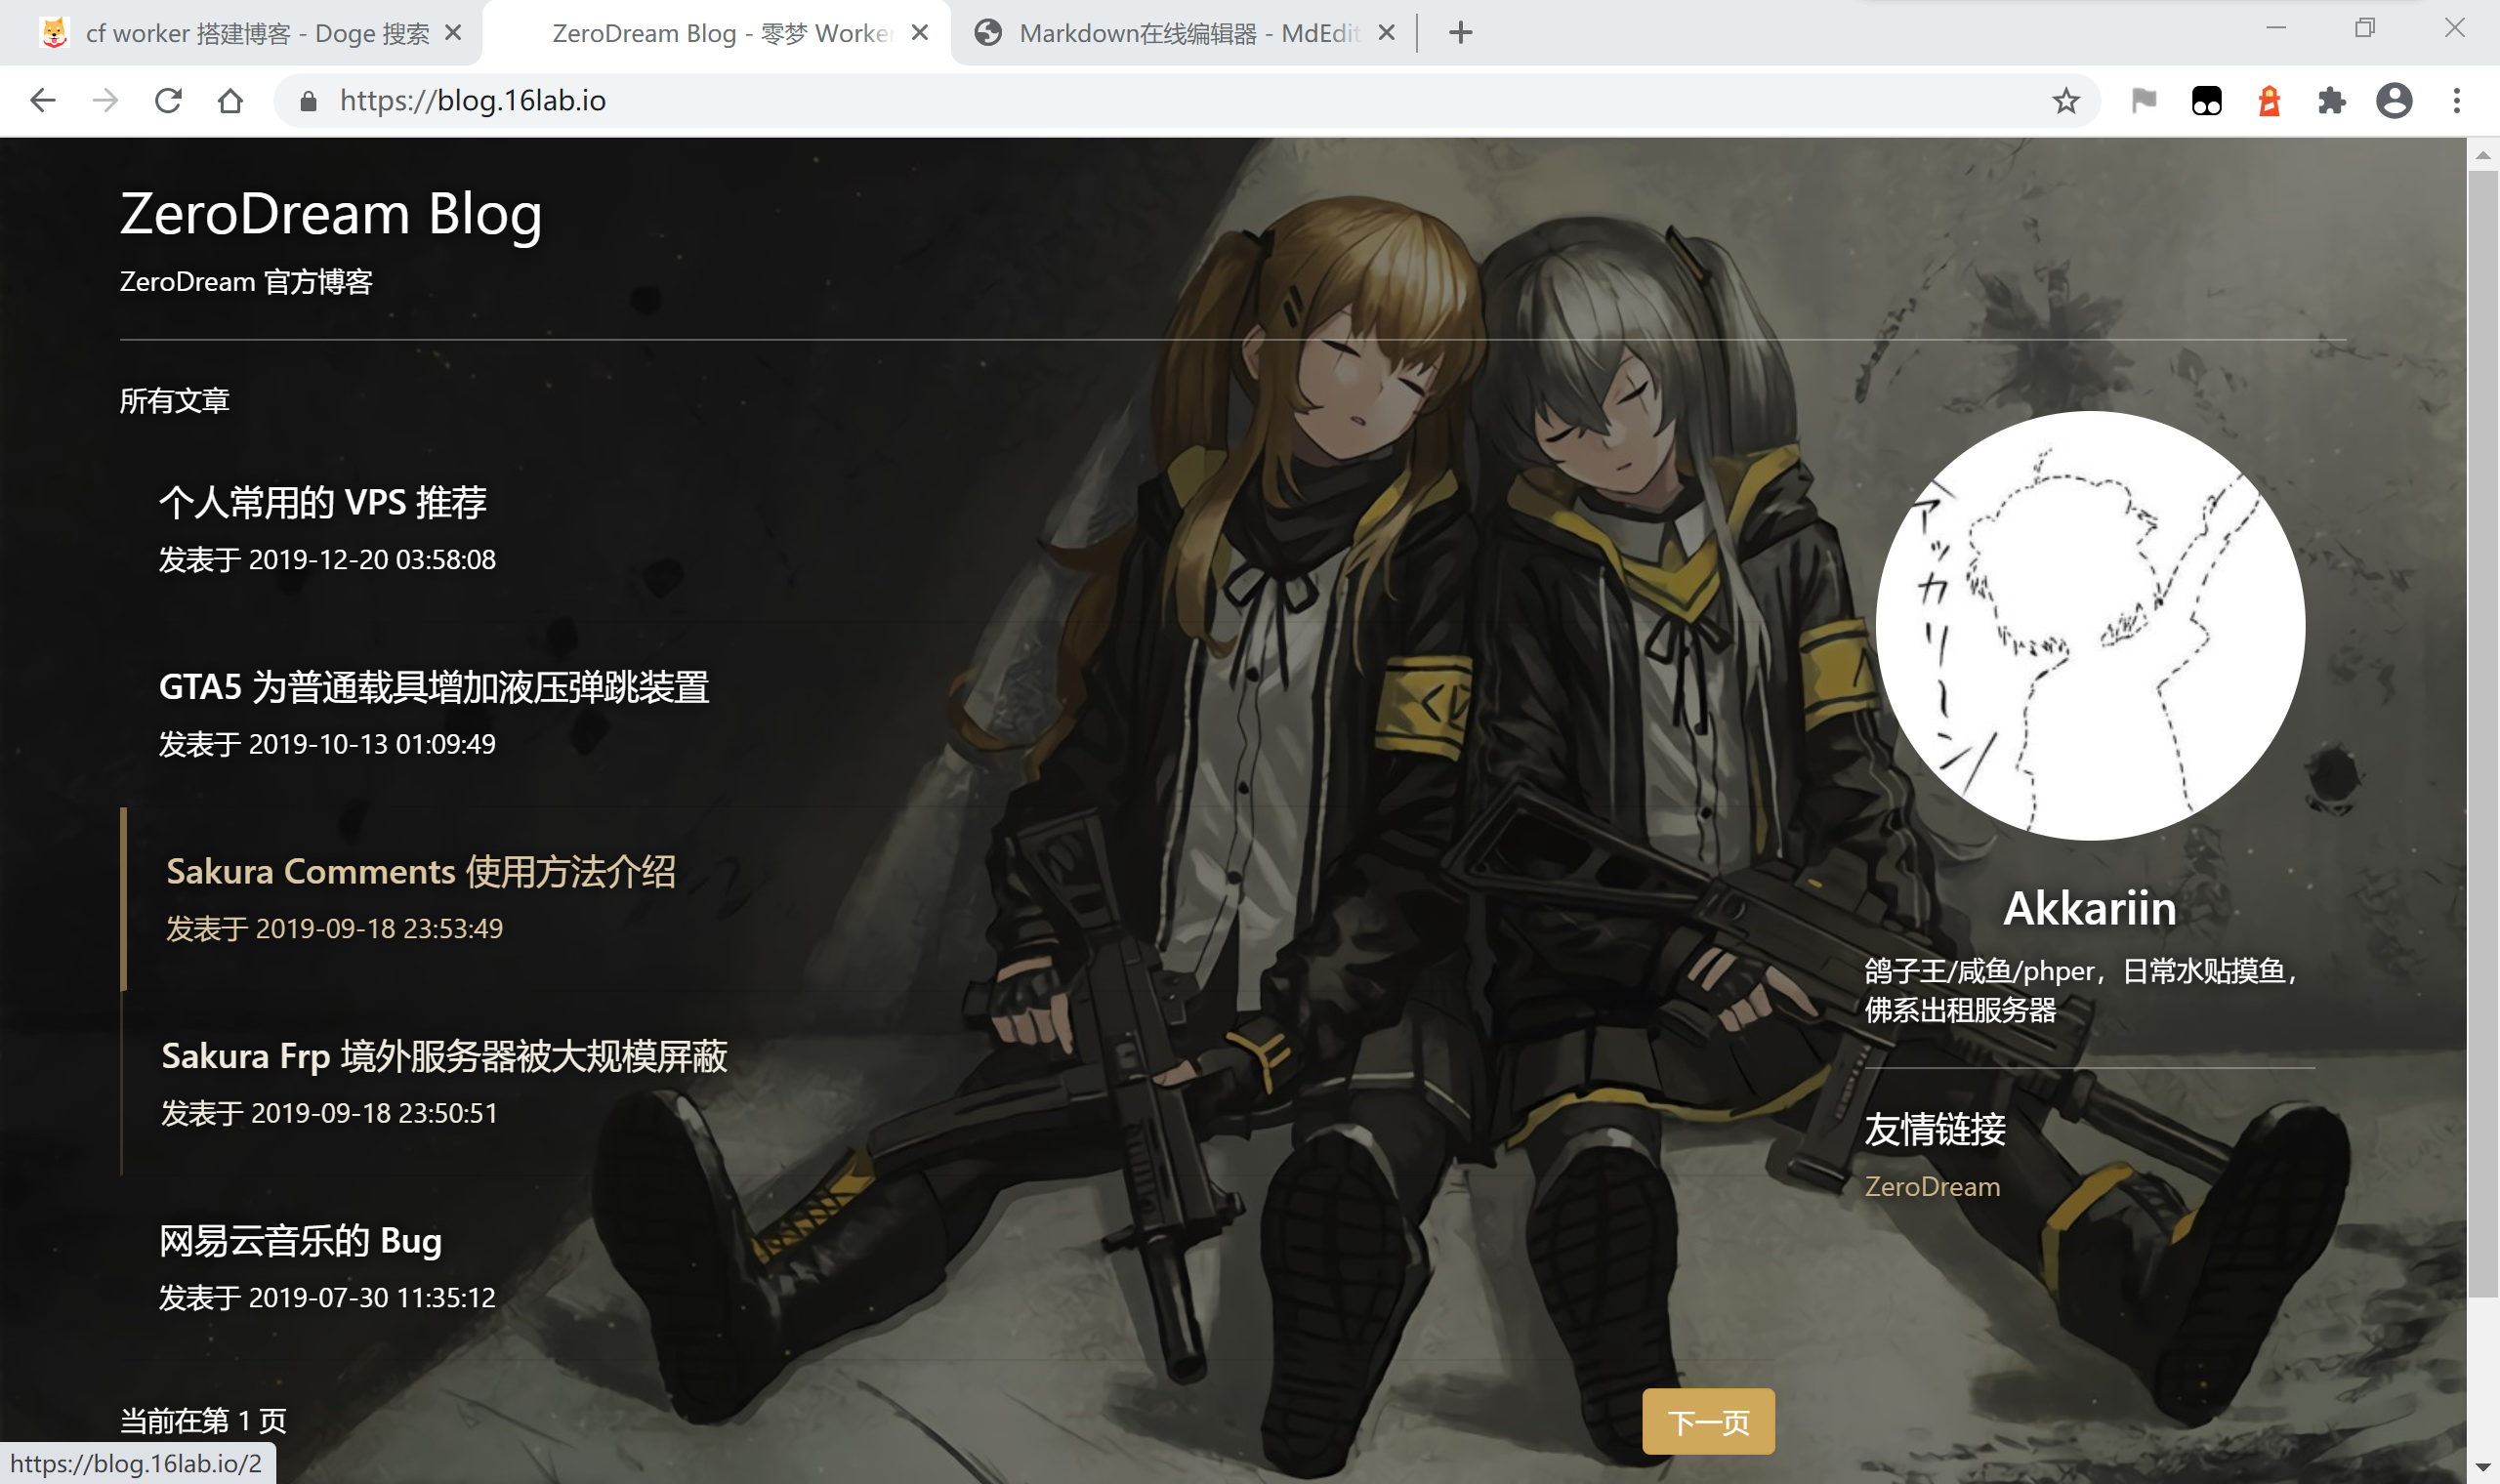 cf worker 搭建博客 - Doge 搜索
ZeroDream Blog - 零梦 Worke
Markdown在线编辑器 - MdEdit
https://blog.16lab.io
ZeroDream Blog
ZeroDream 官方博客
所有文章
个人常用的 VPS 推荐
发表于 2019-12-20 03:58:08
GTA5 为普通载具增加液压弹跳装置
发表于 2019-10-13 01:09:49
Sakura Comments 使用方法介绍
发表于 2019-09-18 23:53:49
Sakura Frp 境外服务器被大规模屏蔽
发表于 2019-09-18 23:50:51
网易云音乐的 Bug
发表于 2019-07-30 11:35:12
当前在第 1 页
下一页
アッカリーン
Akkariin
鸽子王/咸鱼/phper，日常水贴摸鱼，
佛系出租服务器
友情链接
ZeroDream
https://blog.16lab.io/2